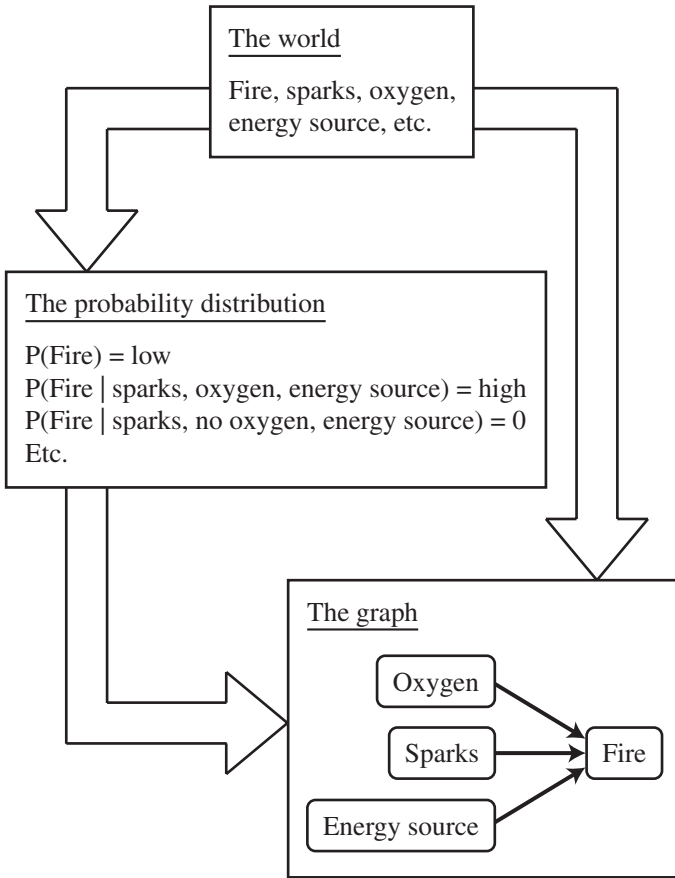 The world
Fire, sparks, oxygen,
energy source, etc.
The probability distribution
P(Fire) = low
P(Fire | sparks, oxygen, energy source) = high
P(Fire | sparks, no oxygen, energy source) = 0
Etc.
The graph
Oxygen
Sparks
Fire
Energy source